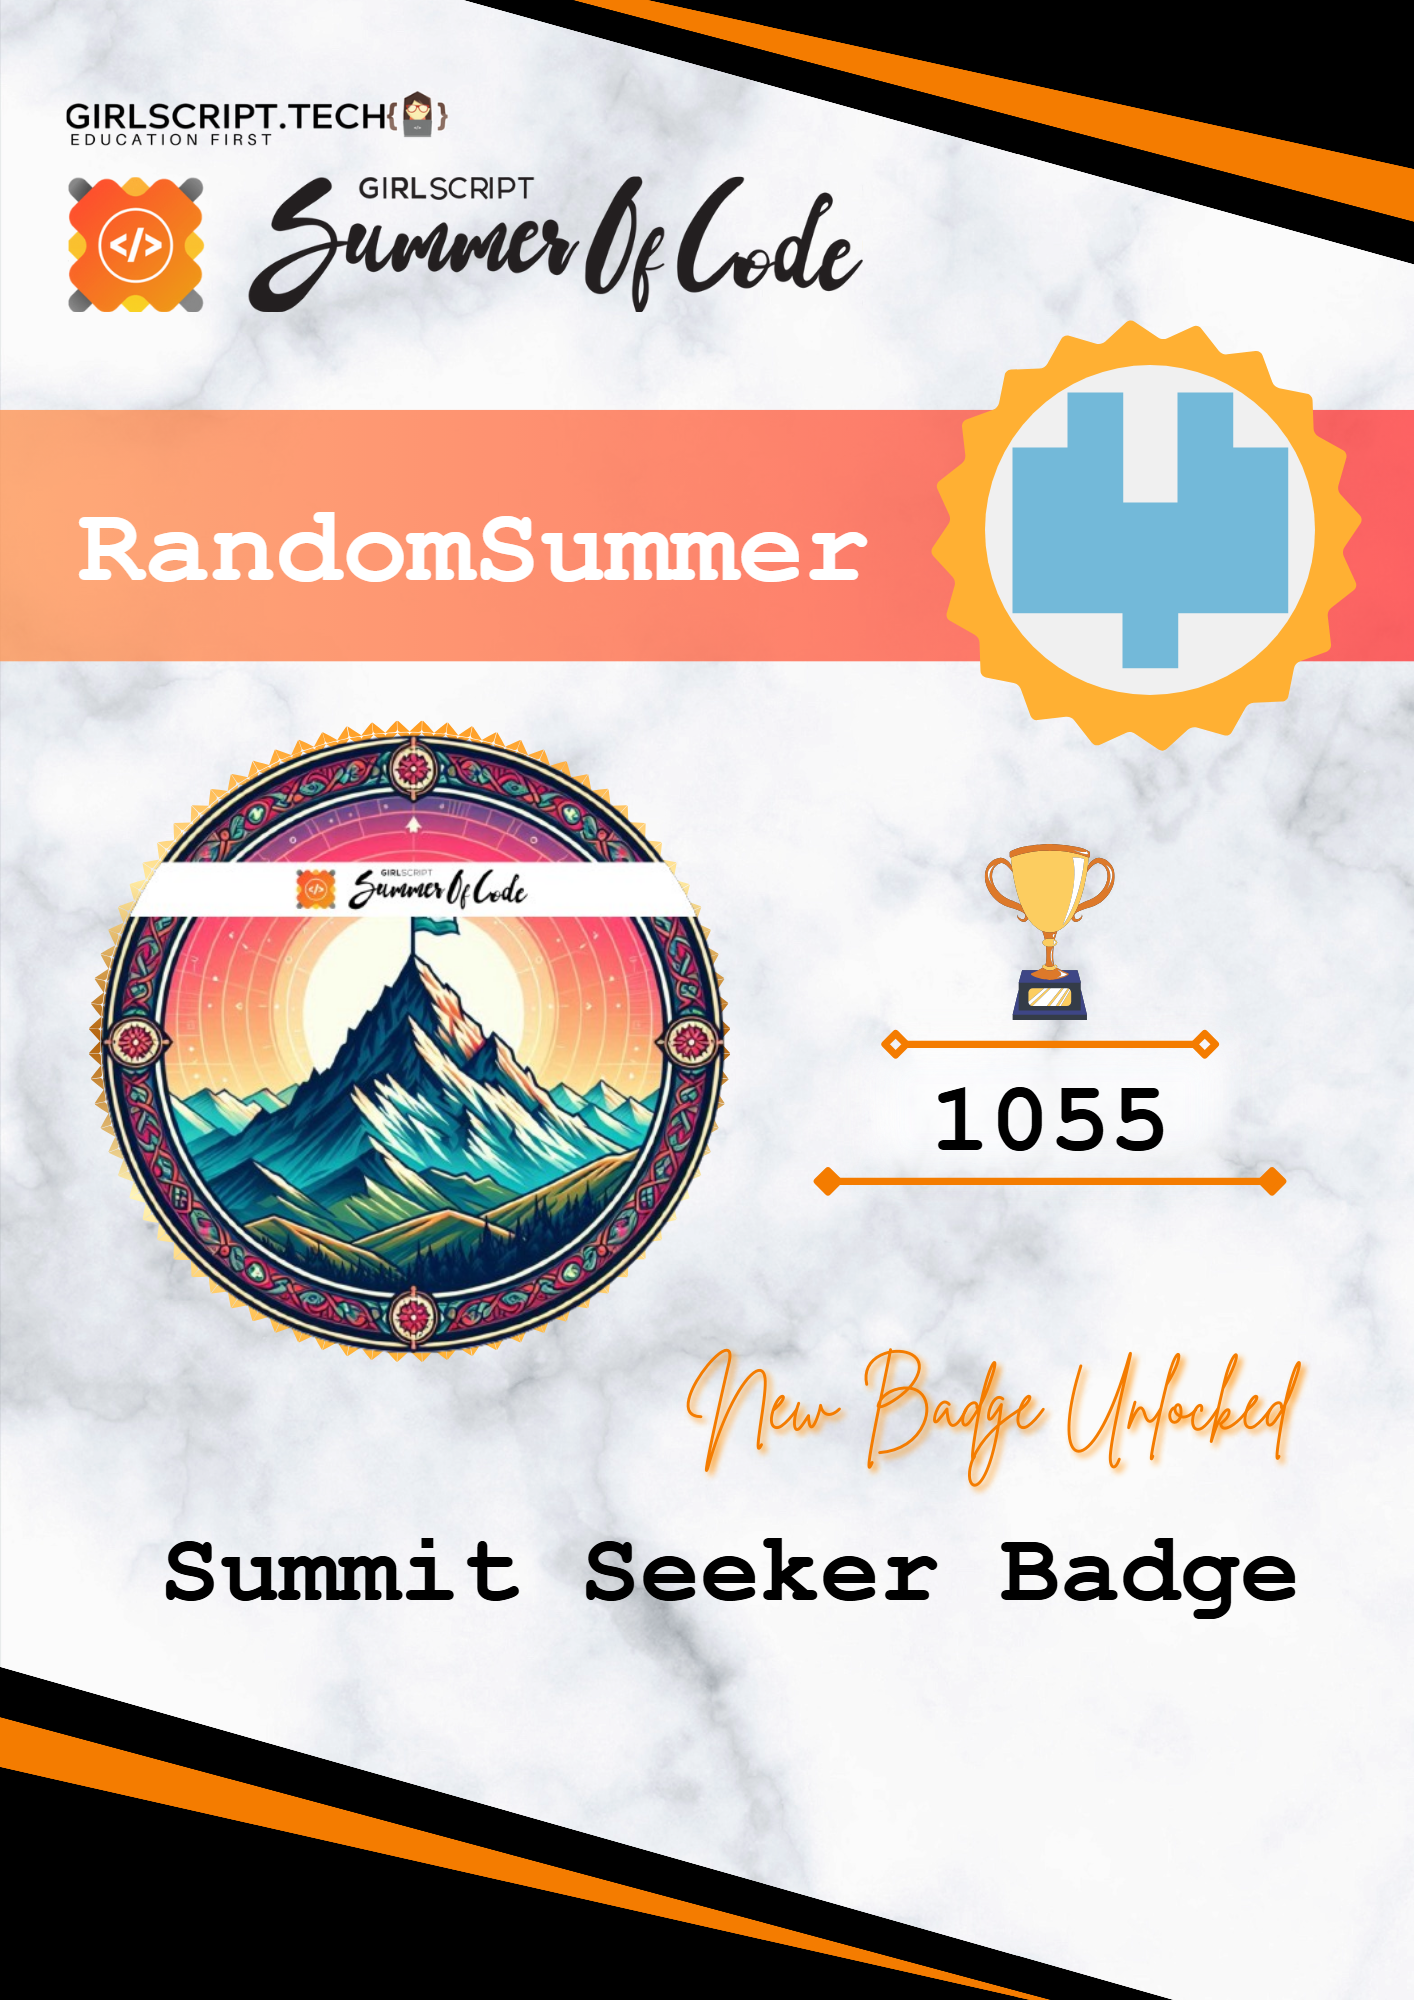 GIRLSCRIPT.TECH{ }
EDUCATION FIRST
GIRLSCRIPT
Summer Of Code
</>
RandomSummer
GIRLSCRIPT
Summer Of Code
</>
1055
New Badge Unlocked
Summit Seeker Badge